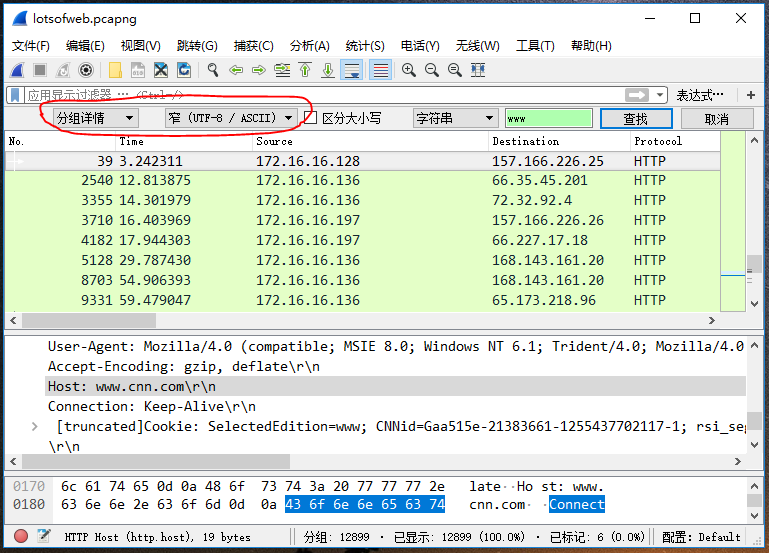 lotsofweb.pcapng
文件(F) 编辑(E) 视图(V) 跳转(G) 捕获(C) 分析(A) 统计(S) 电话(Y) 无线(W) 工具(T) 帮助(H)
应用显示过滤器 … 〈Ctrl-/〉 表达式… +
分组详情 窄 (UTF-8 / ASCII) 区分大小写 字符串 www 查找 取消
No. Time Source Destination Protocol
39 3.242311 172.16.16.128 157.166.226.25 HTTP
2540 12.813875 172.16.16.136 66.35.45.201 HTTP
3355 14.301979 172.16.16.136 72.32.92.4 HTTP
3710 16.403969 172.16.16.197 157.166.226.26 HTTP
4182 17.944303 172.16.16.197 66.227.17.18 HTTP
5128 29.787430 172.16.16.136 168.143.161.20 HTTP
8703 54.906393 172.16.16.136 168.143.161.20 HTTP
9331 59.479047 172.16.16.136 65.173.218.96 HTTP
User-Agent: Mozilla/4.0 (compatible; MSIE 8.0; Windows NT 6.1; Trident/4.0; Mozilla/4.0
Accept-Encoding: gzip, deflate\r\n
Host: www.cnn.com\r\n
Connection: Keep-Alive\r\n
[truncated]Cookie: SelectedEdition=www; CNNid=Gaa515e-21383661-1255437702117-1; rsi_seg
\r\n
0170 6c 61 74 65 0d 0a 48 6f 73 74 3a 20 77 77 77 2e late··Ho st: www.
0180 63 6e 6e 2e 63 6f 6d 0d 0a 43 6f 6e 6e 65 63 74 cnn.com· ·Connect
HTTP Host (http.host), 19 bytes 分组: 12899 · 已显示: 12899 (100.0%) · 已标记: 6 (0.0%) 配置: Default